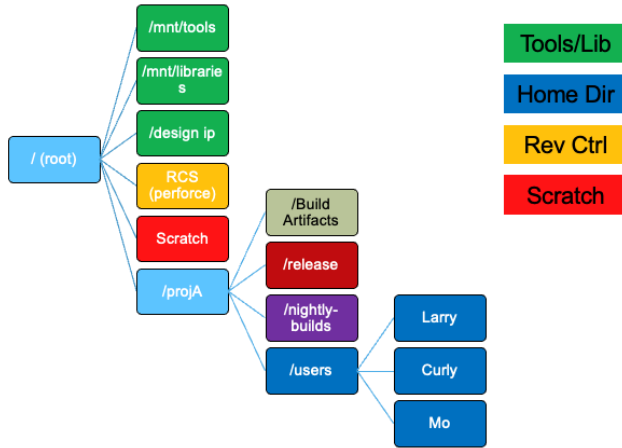 /mnt/tools
/mnt/librarie
s
/design ip
/ (root)
RCS
(perforce)
Scratch
/projA
/Build
Artifacts
/release
/nightly-
builds
/users
Larry
Curly
Mo
Tools/Lib
Home Dir
Rev Ctrl
Scratch